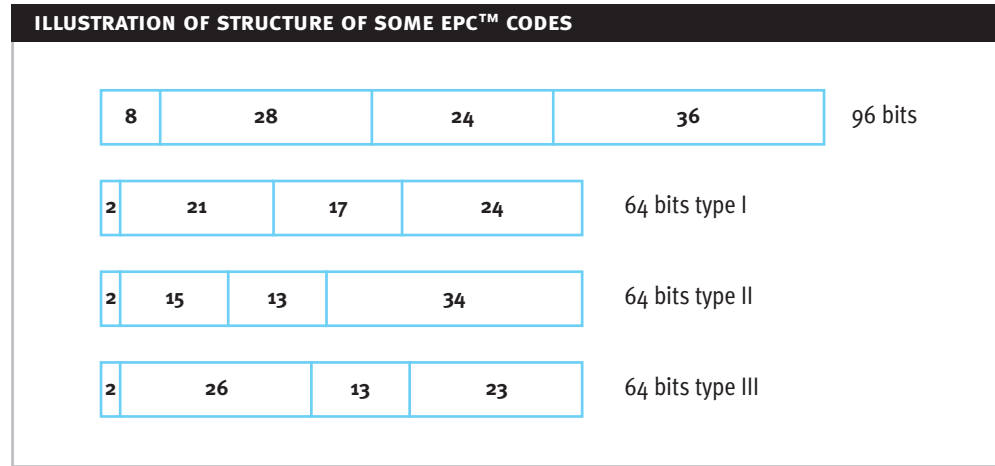 ILLUSTRATION OF STRUCTURE OF SOME EPC™ CODES
8 28 24 36 96 bits
2 21 17 24 64 bits type I
2 15 13 34 64 bits type II
2 26 13 23 64 bits type III